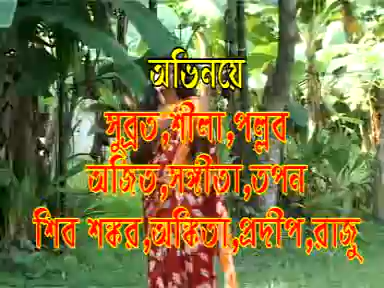 অভিনয়ে
সুব্রত,শীলা,পল্লব
অজিত,সঙ্গীতা,তপন
শিব শঙ্কর,অঙ্কিতা,প্রদীপ,রাজু